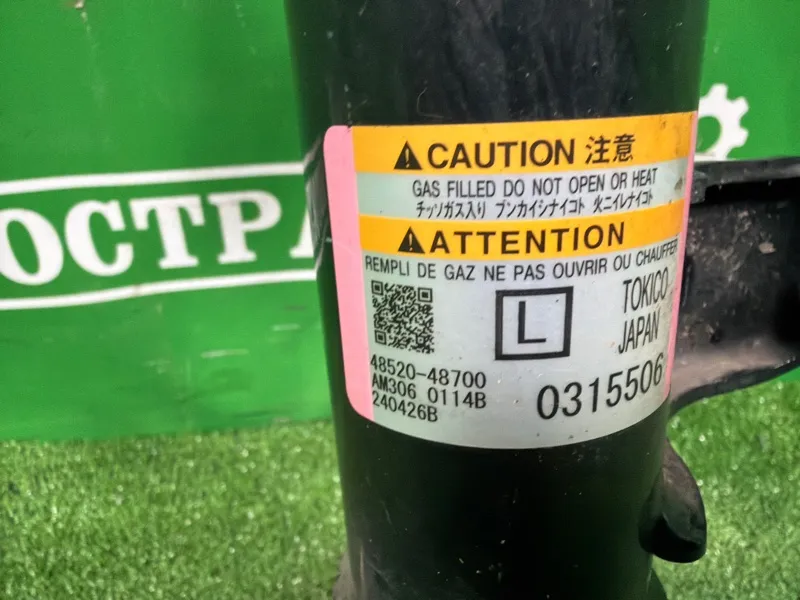 ОСТРА
CAUTION 注意
GAS FILLED DO NOT OPEN OR HEAT
チッソガス入り ブンカイシナイコト 火ニイレナイコト
ATTENTION
REMPLI DE GAZ NE PAS OUVRIR OU CHAUFFER
L
TOKICO
JAPAN
48520-48700
AM306 0114B
240426B
0315506